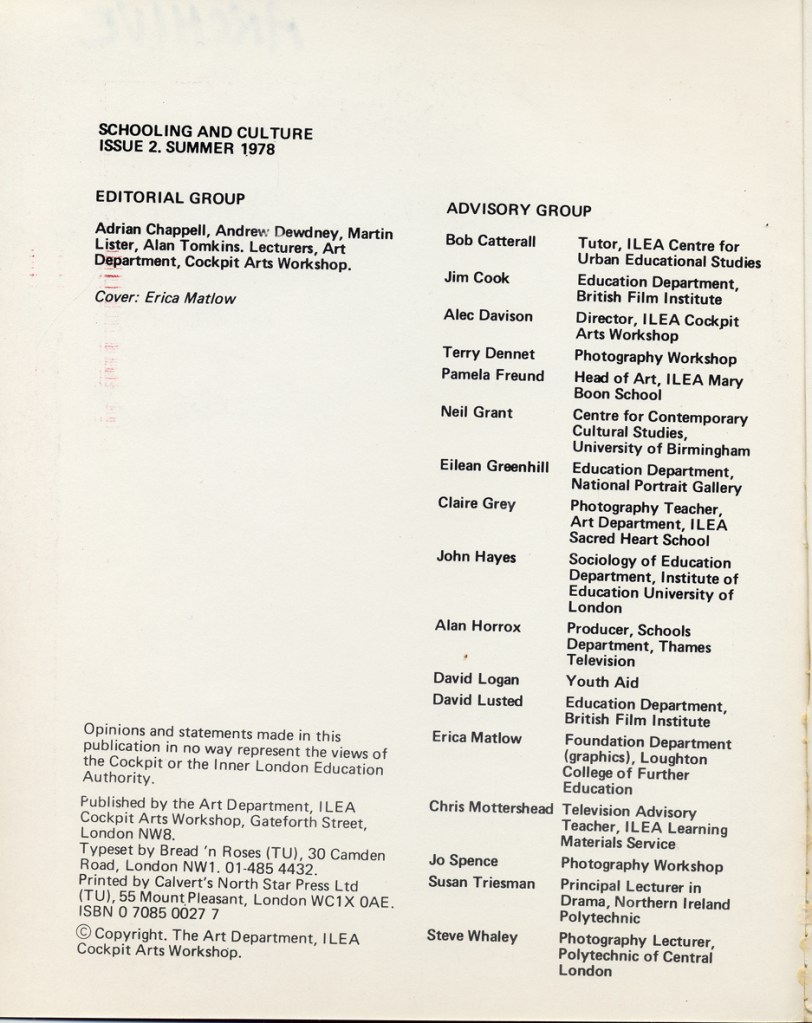 SCHOOLING AND CULTURE
ISSUE 2. SUMMER 1978
EDITORIAL GROUP
Adrian Chappell, Andrew Dewdney, Martin
Lister, Alan Tomkins. Lecturers, Art
Department, Cockpit Arts Workshop.
Cover: Erica Matlow
Opinions and statements made in this
publication in no way represent the views of
the Cockpit or the Inner London Education
Authority.
Published by the Art Department, ILEA
Cockpit Arts Workshop, Gateforth Street,
London NW8.
Typeset by Bread 'n Roses (TU), 30 Camden
Road, London NW1. 01-485 4432.
Printed by Calvert's North Star Press Ltd
(TU), 55 Mount Pleasant, London WC1X 0AE.
ISBN 0 7085 0027 7
© Copyright. The Art Department, ILEA
Cockpit Arts Workshop.
ADVISORY GROUP
Bob Catterall Tutor, ILEA Centre for
Urban Educational Studies
Jim Cook Education Department,
British Film Institute
Alec Davison Director, ILEA Cockpit
Arts Workshop
Terry Dennet Photography Workshop
Pamela Freund Head of Art, ILEA Mary
Boon School
Neil Grant Centre for Contemporary
Cultural Studies,
University of Birmingham
Eilean Greenhill Education Department,
National Portrait Gallery
Claire Grey Photography Teacher,
Art Department, ILEA
Sacred Heart School
John Hayes Sociology of Education
Department, Institute of
Education University of
London
Alan Horrox Producer, Schools
Department, Thames
Television
David Logan Youth Aid
David Lusted Education Department,
British Film Institute
Erica Matlow Foundation Department
(graphics), Loughton
College of Further
Education
Chris Mottershead Television Advisory
Teacher, ILEA Learning
Materials Service
Jo Spence Photography Workshop
Susan Triesman Principal Lecturer in
Drama, Northern Ireland
Polytechnic
Steve Whaley Photography Lecturer,
Polytechnic of Central
London